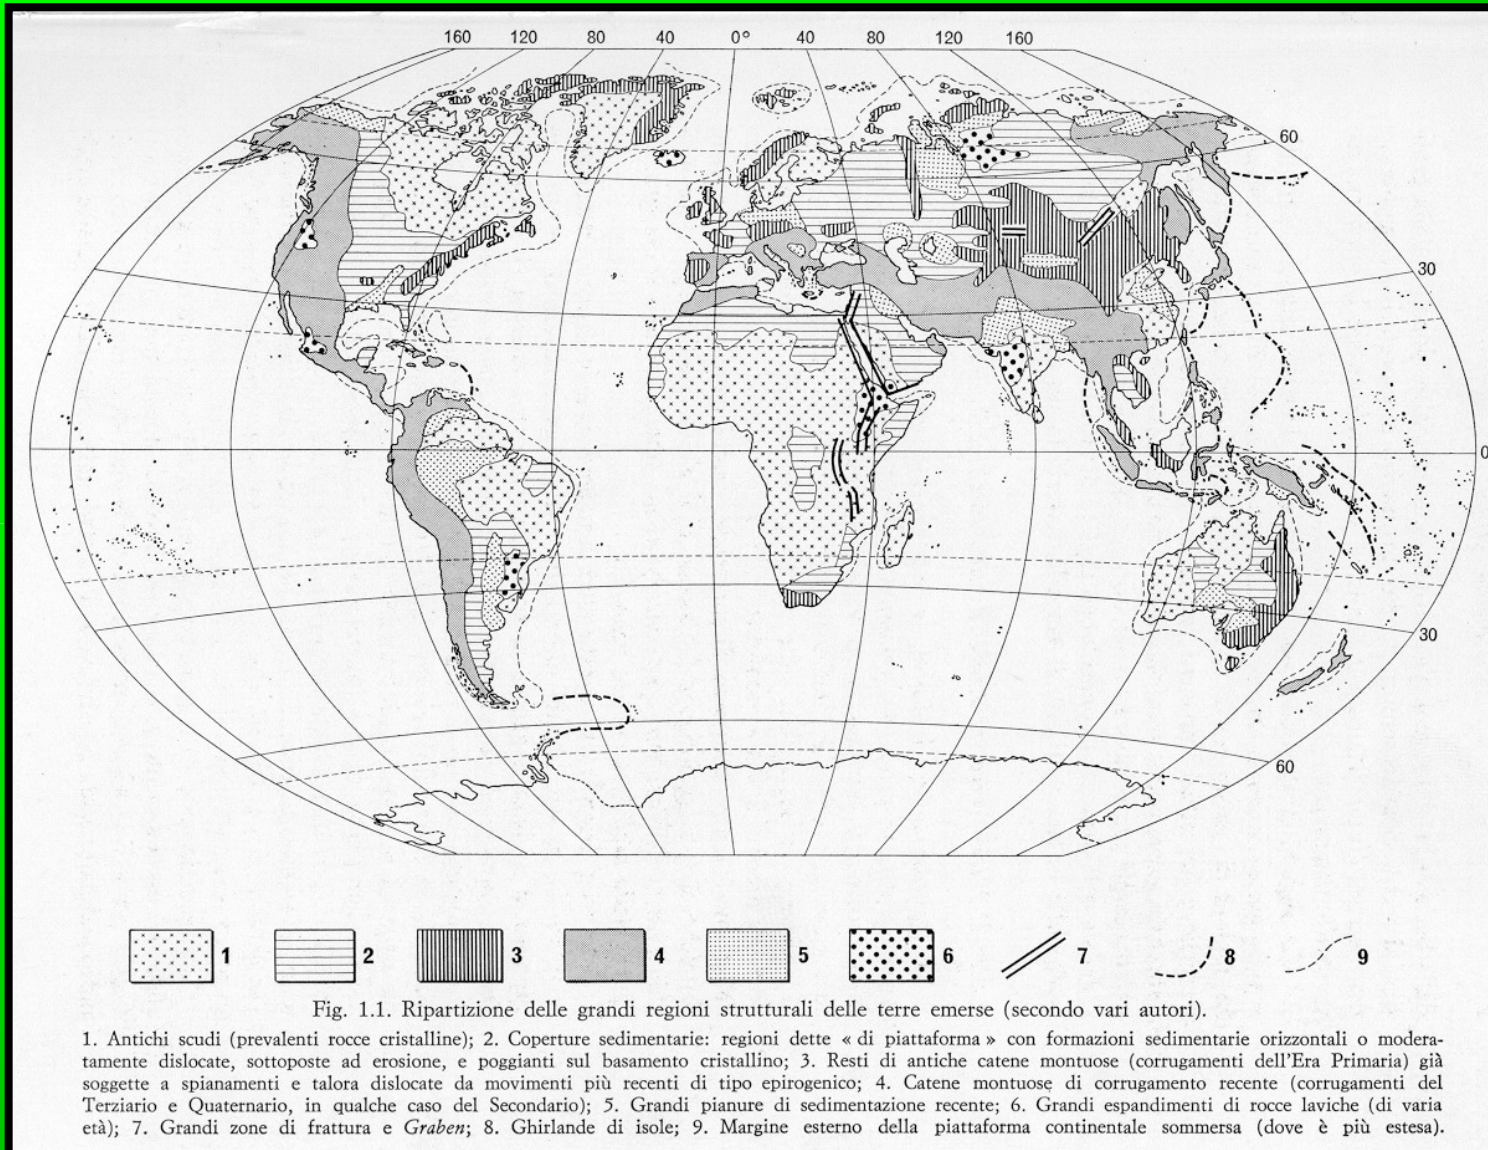 160 120 80 40 0° 40 80 120 160
60
30
0
30
60
1 2 3 4 5 6 7 8 9
Fig. 1.1. Ripartizione delle grandi regioni strutturali delle terre emerse (secondo vari autori).
1. Antichi scudi (prevalenti rocce cristalline); 2. Coperture sedimentarie: regioni dette « di piattaforma » con formazioni sedimentarie orizzontali o modera-
tamente dislocate, sottoposte ad erosione, e poggianti sul basamento cristallino; 3. Resti di antiche catene montuose (corrugamenti dell'Era Primaria) già
soggette a spianamenti e talora dislocate da movimenti più recenti di tipo epirogenico; 4. Catene montuose di corrugamento recente (corrugamenti del
Terziario e Quaternario, in qualche caso del Secondario); 5. Grandi pianure di sedimentazione recente; 6. Grandi espandimenti di rocce laviche (di varia
età); 7. Grandi zone di frattura e Graben; 8. Ghirlande di isole; 9. Margine esterno della piattaforma continentale sommersa (dove è più estesa).